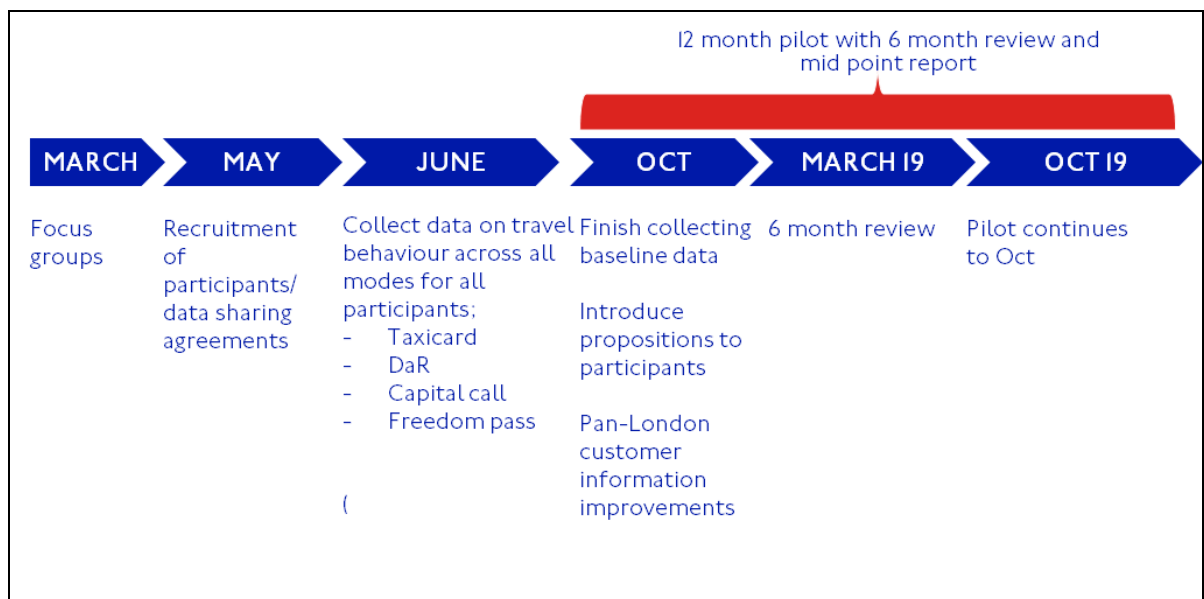 12 month pilot with 6 month review and
mid point report
MARCH
MAY
JUNE
OCT
MARCH 19
OCT 19
Focus
groups
Recruitment
of
participants/
data sharing
agreements
Collect data on travel
behaviour across all
modes for all
participants;
- Taxicard
- DaR
- Capital call
- Freedom pass
(
Finish collecting
baseline data
Introduce
propositions to
participants
Pan-London
customer
information
improvements
6 month review
Pilot continues
to Oct